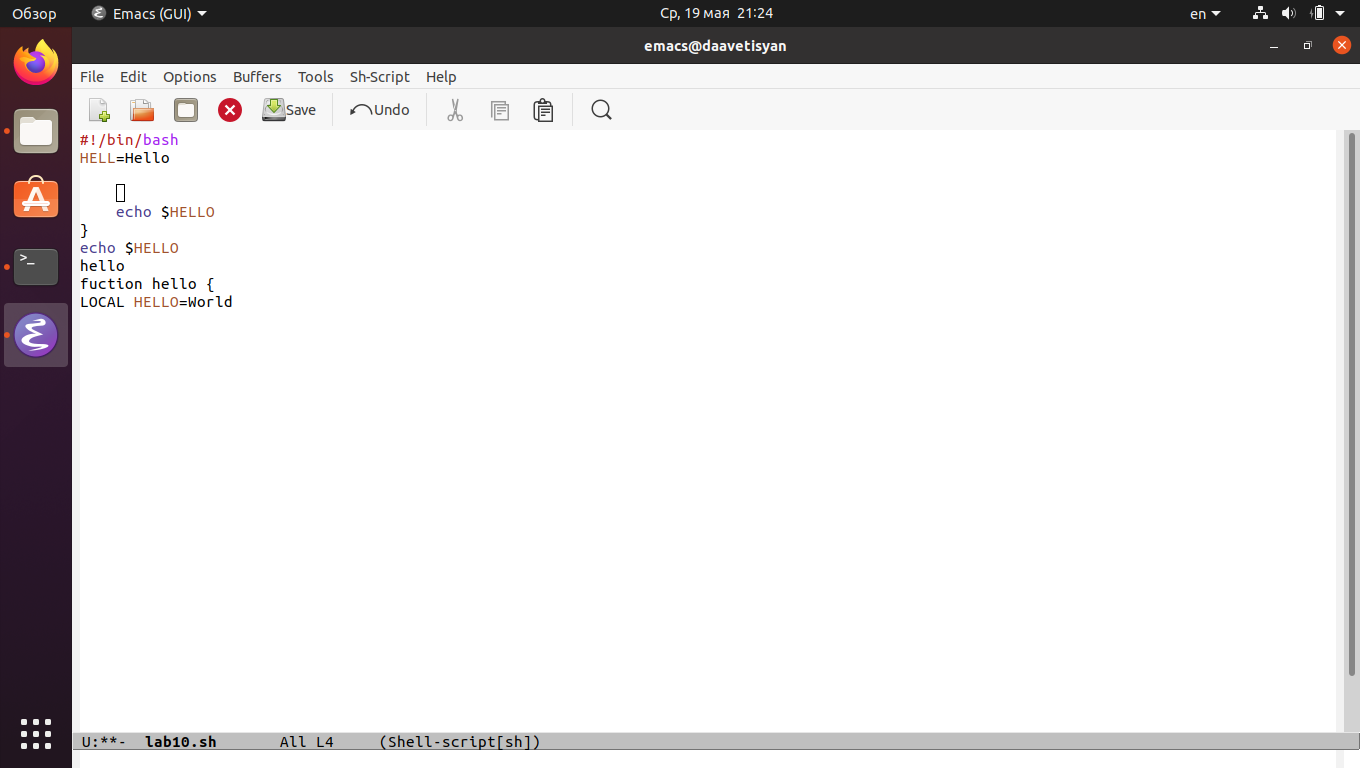 Обзор Emacs (GUI) Ср, 19 мая 21:24 en
emacs@daavetisyan
File Edit Options Buffers Tools Sh-Script Help
Save Undo
#!/bin/bash
HELL=Hello
echo $HELLO
}
echo $HELLO
hello
fuction hello {
LOCAL HELLO=World
U:**- lab10.sh All L4 (Shell-script[sh])